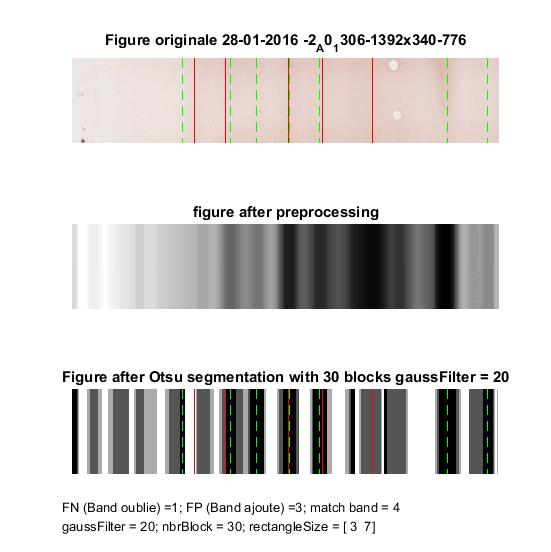 Figure originale 28-01-2016 -2A01306-1392x340-776
figure after preprocessing
Figure after Otsu segmentation with 30 blocks gaussFilter = 20
FN (Band oublie) =1; FP (Band ajoute) =3; match band = 4
gaussFilter = 20; nbrBlock = 30; rectangleSize = [ 3 7]